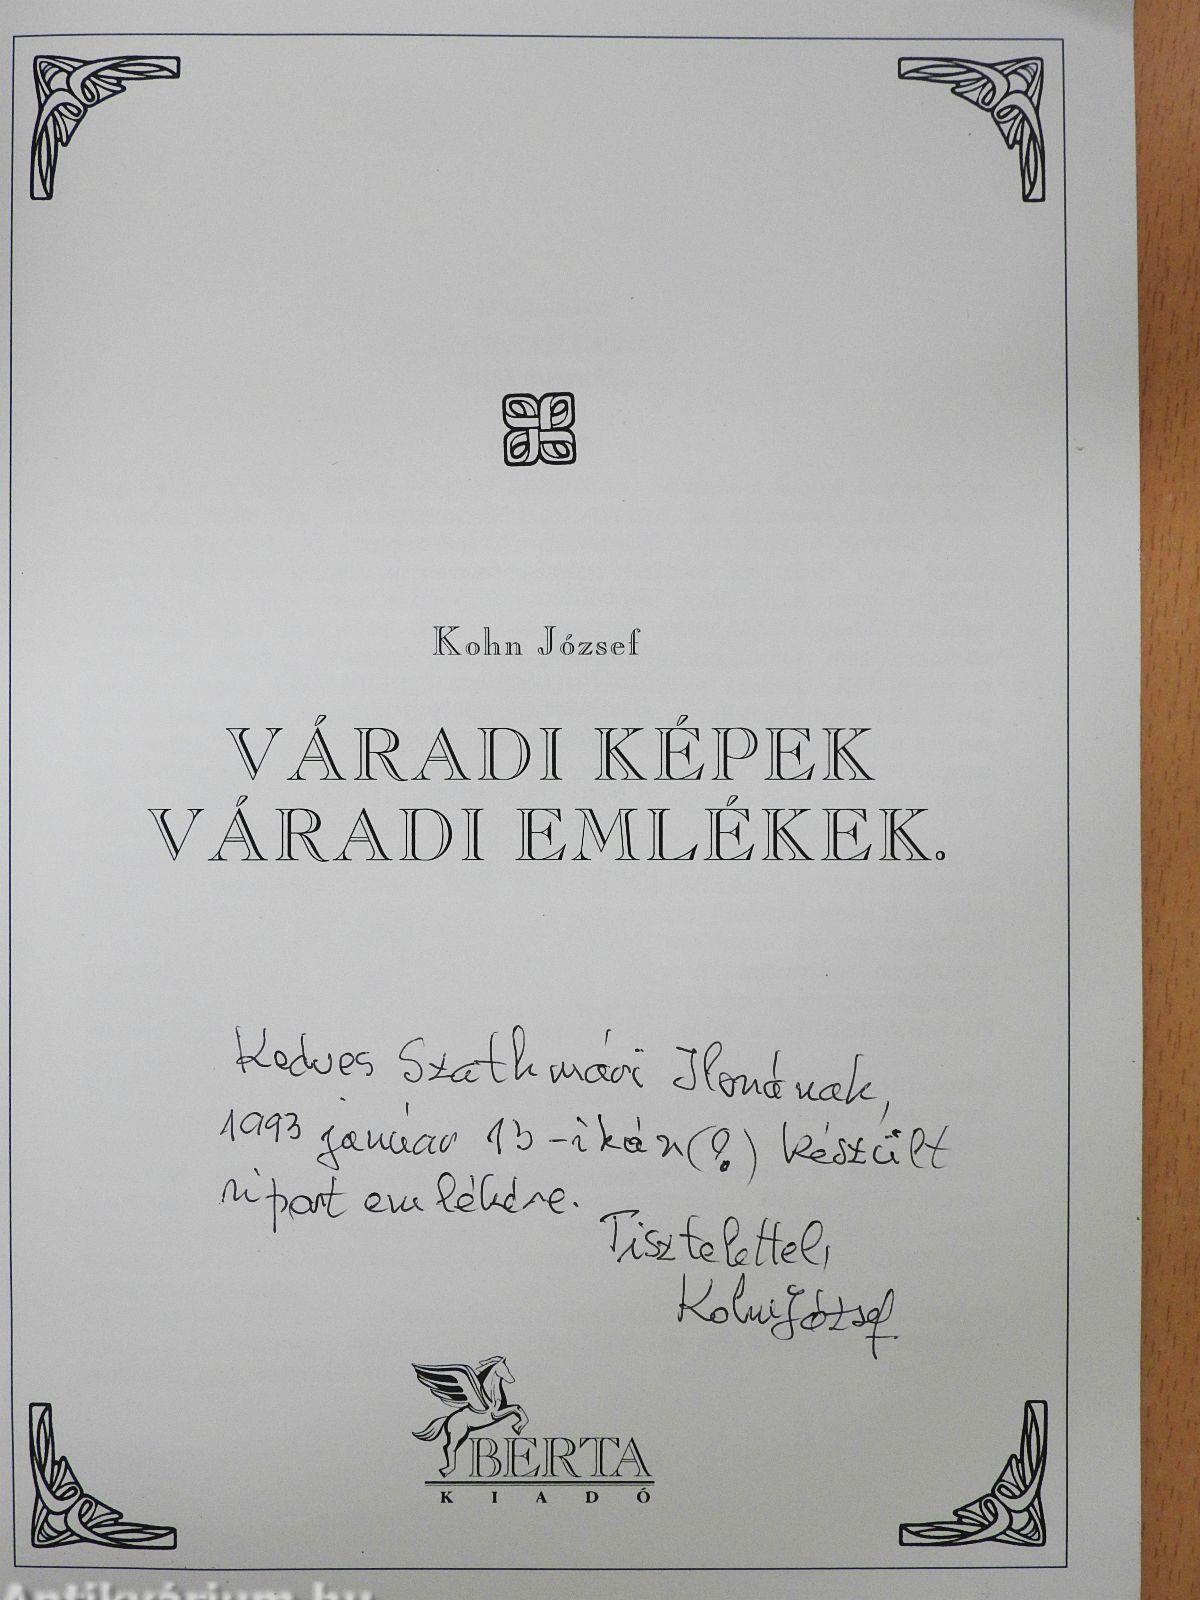 Kohn József
VÁRADI KÉPEK
VÁRADI EMLÉKEK.
Kedves Szathmári Ilonának,
1993 január 13-ikán(?) készült
riport emlékére.
Tisztelettel,
Kohn József
BERTA
KIADÓ
Antikvárium.hu